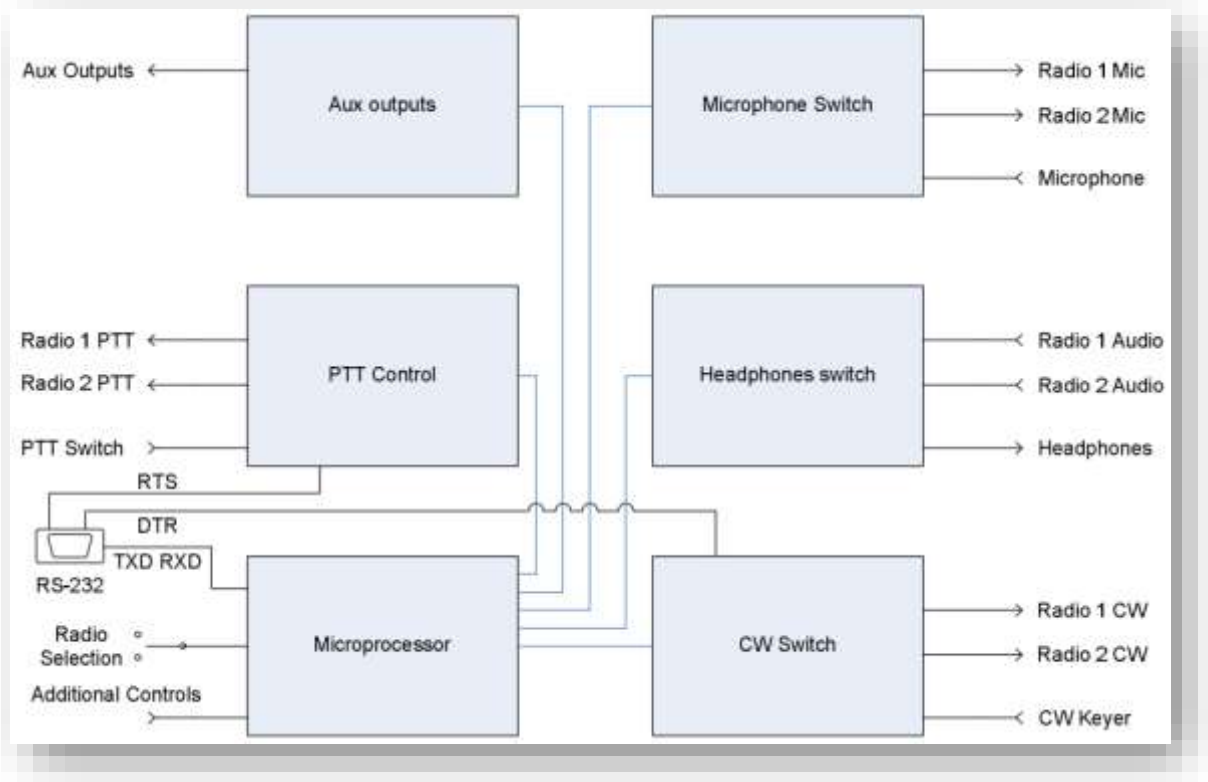 Aux Outputs
Aux outputs
Microphone Switch
Radio 1 Mic
Radio 2 Mic
Microphone
Radio 1 PTT
Radio 2 PTT
PTT Switch
PTT Control
Headphones switch
Radio 1 Audio
Radio 2 Audio
Headphones
RTS
DTR
TXD RXD
RS-232
Radio
Selection
Additional Controls
Microprocessor
CW Switch
Radio 1 CW
Radio 2 CW
CW Keyer